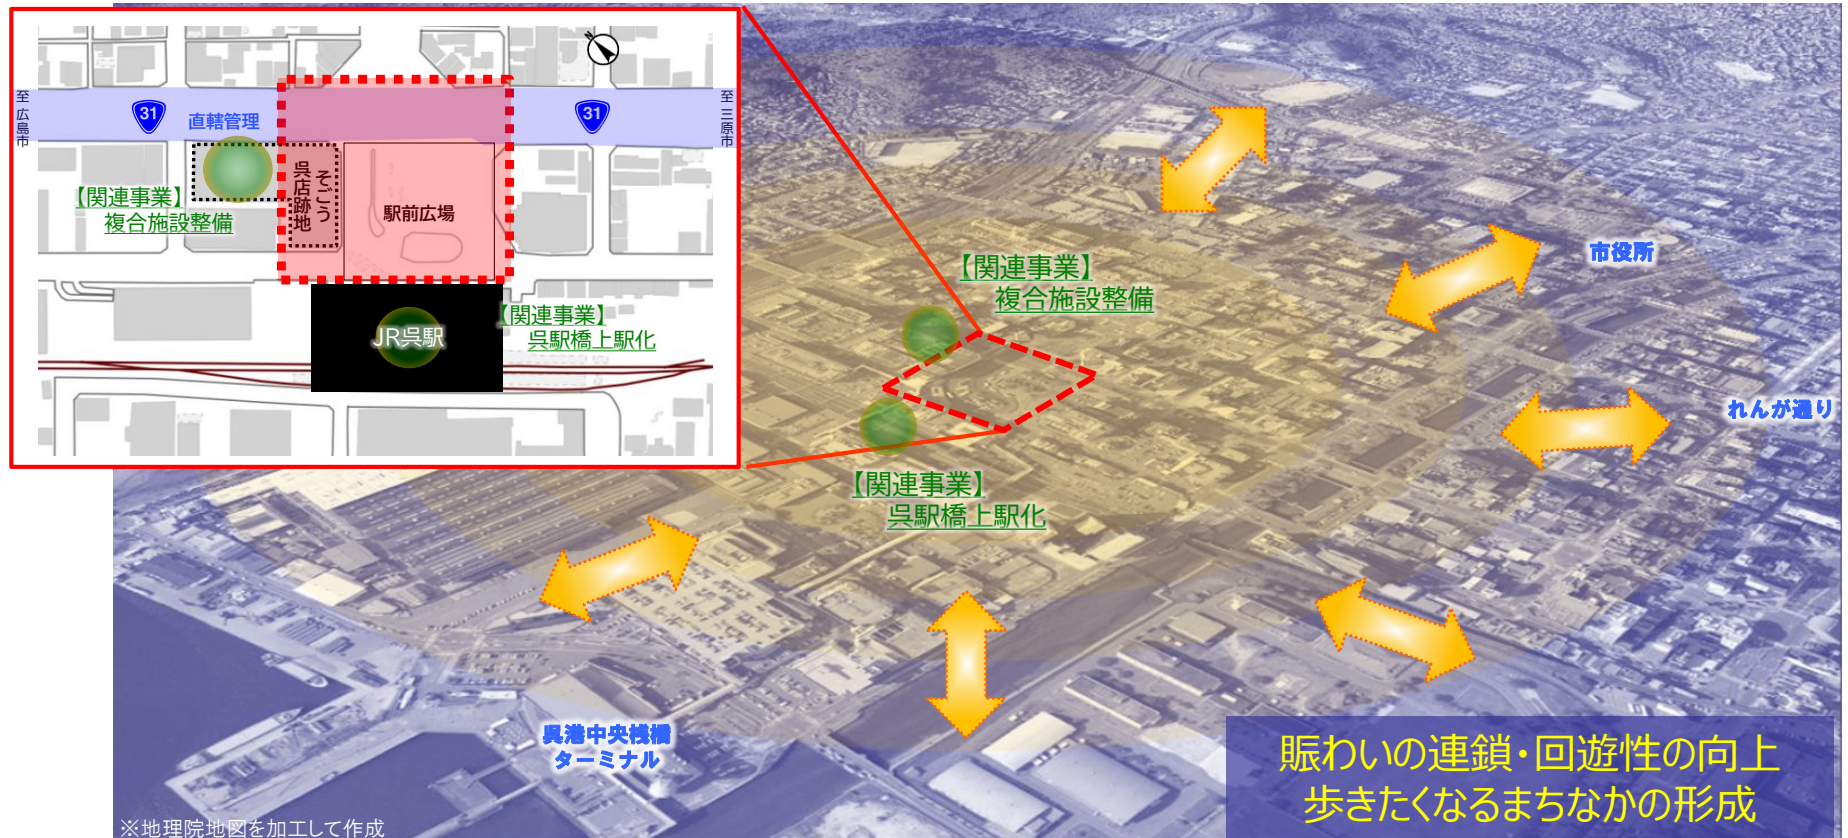 N
至広島市
31
直轄管理
31
至三原市
【関連事業】
複合施設整備
そごう
呉店跡地
駅前広場
JR呉駅
【関連事業】
呉駅橋上駅化
【関連事業】
複合施設整備
【関連事業】
呉駅橋上駅化
市役所
れんが通り
呉港中央桟橋
ターミナル
賑わいの連鎖・回遊性の向上
歩きたくなるまちなかの形成
※地理院地図を加工して作成